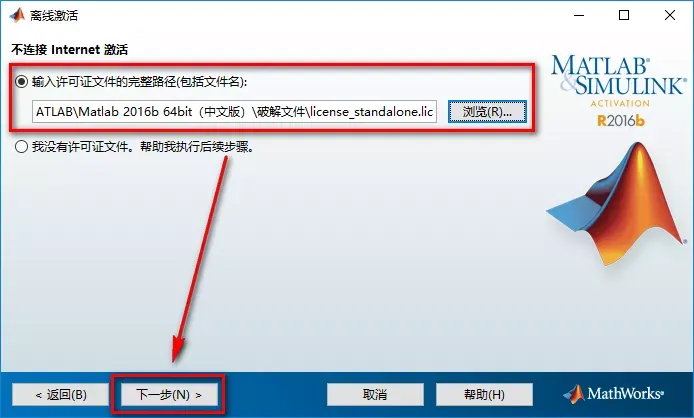 离线激活
不连接 Internet 激活
输入许可证文件的完整路径(包括文件名):
ATLAB\Matlab 2016b 64bit（中文版）\破解文件\license_standalone.lic
浏览(R)...
我没有许可证文件。帮助我执行后续步骤。
MATLAB
&SIMULINK®
ACTIVATION
R2016b
< 返回(B)
下一步(N) >
取消
帮助(H)
MathWorks®